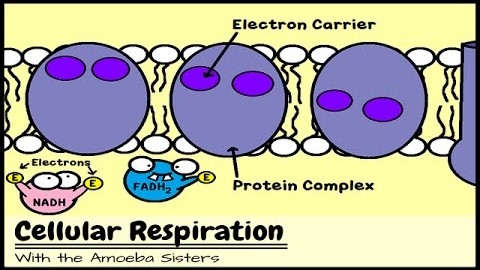 Electron Carrier
Electrons
E
E
E
NADH
FADH2
Protein Complex
Cellular Respiration
With the Amoeba Sisters